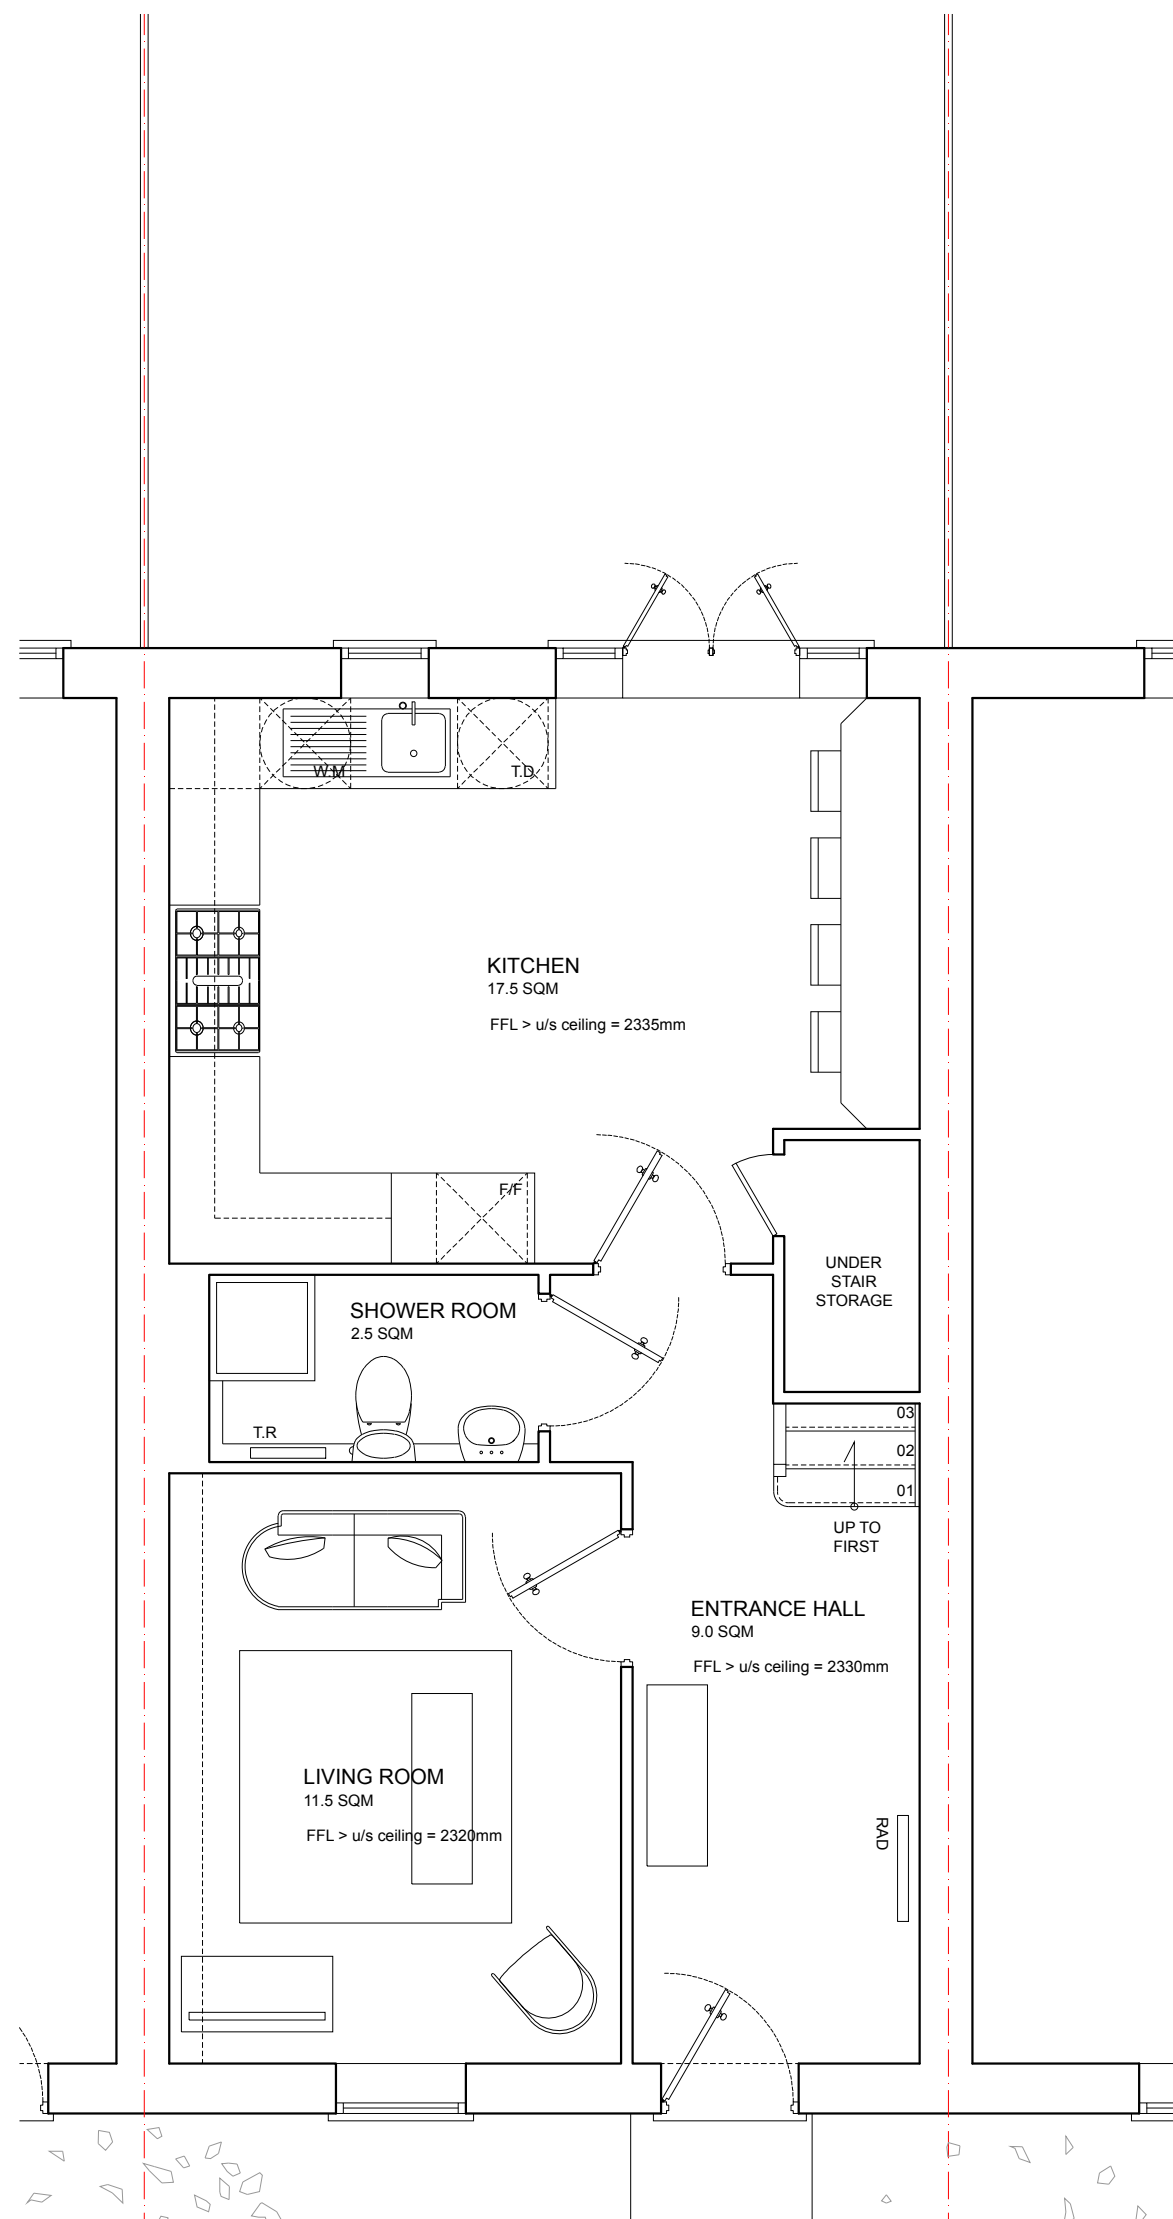 W.M
T.D
KITCHEN
17.5 SQM
FFL > u/s ceiling = 2335mm
F/F
UNDER
STAIR
STORAGE
SHOWER ROOM
2.5 SQM
T.R
03
02
01
UP TO
FIRST
ENTRANCE HALL
9.0 SQM
FFL > u/s ceiling = 2330mm
LIVING ROOM
11.5 SQM
FFL > u/s ceiling = 2320mm
RAD